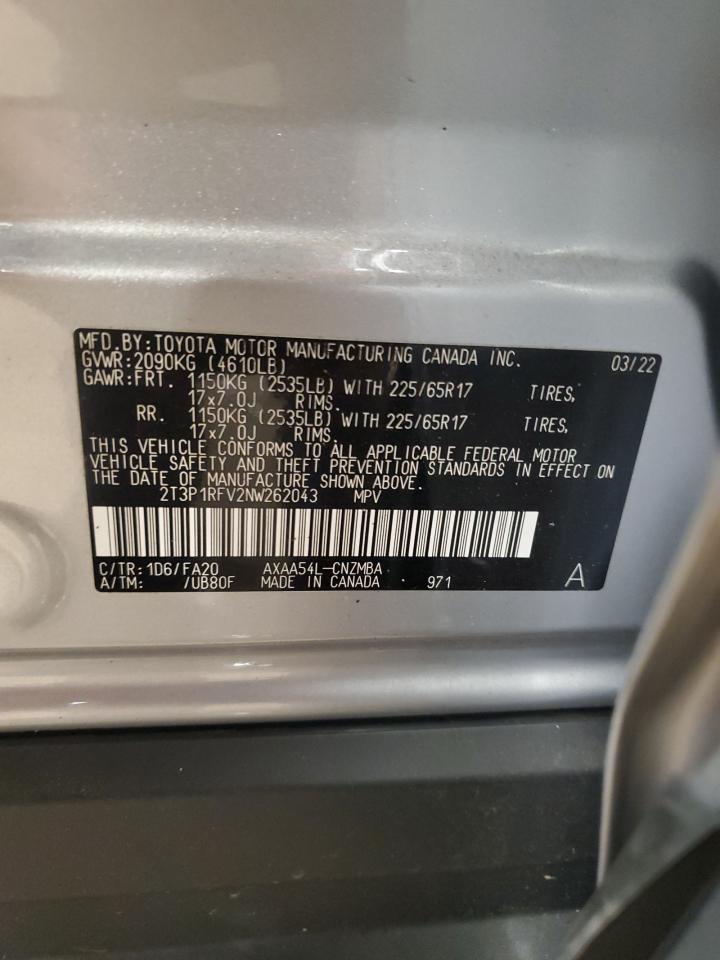 MFD.BY:TOYOTA MOTOR MANUFACTURING CANADA INC. 03/22
GVWR:2090KG (4610LB)
GAWR:FRT. 1150KG (2535LB) WITH 225/65R17 TIRES,
17x7.0J RIMS.
RR. 1150KG (2535LB) WITH 225/65R17 TIRES,
17x7.0J RIMS.
THIS VEHICLE CONFORMS TO ALL APPLICABLE FEDERAL MOTOR
VEHICLE SAFETY AND THEFT PREVENTION STANDARDS IN EFFECT ON
THE DATE OF MANUFACTURE SHOWN ABOVE.
2T3P1RFV2NW262043 MPV
C/TR:1D6/FA20 AXAA54L-CNZMBA
A/TM: /UB80F MADE IN CANADA 971 A